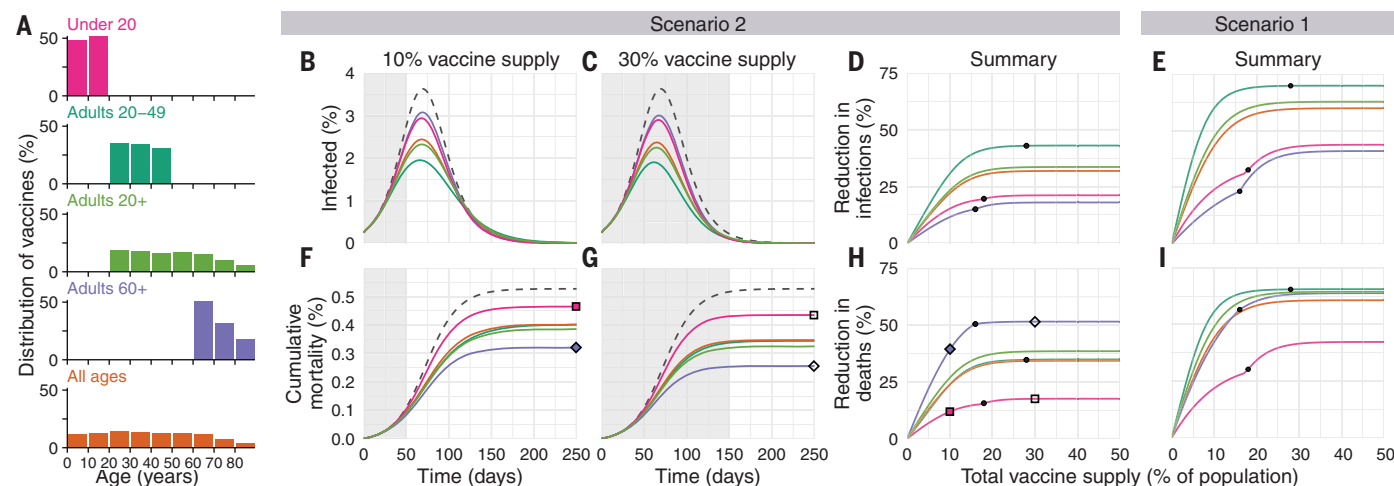 Scenario 2
Scenario 1
A
Under 20
Adults 20–49
Adults 20+
Adults 60+
All ages
Distribution of vaccines (%)
50
0
50
0
50
0
50
0
50
0
0 10 20 30 40 50 60 70 80
Age (years)
B 10% vaccine supply
Infected (%)
4
3
2
1
0
C 30% vaccine supply
D Summary
Reduction in
infections (%)
75
50
25
0
E Summary
F
Cumulative
mortality (%)
0.5
0.4
0.3
0.2
0.1
0.0
0 50 100 150 200 250
Time (days)
G
0 50 100 150 200 250
Time (days)
H
Reduction in
deaths (%)
75
50
25
0
0 10 20 30 40 50
I
0 10 20 30 40 50
Total vaccine supply (% of population)